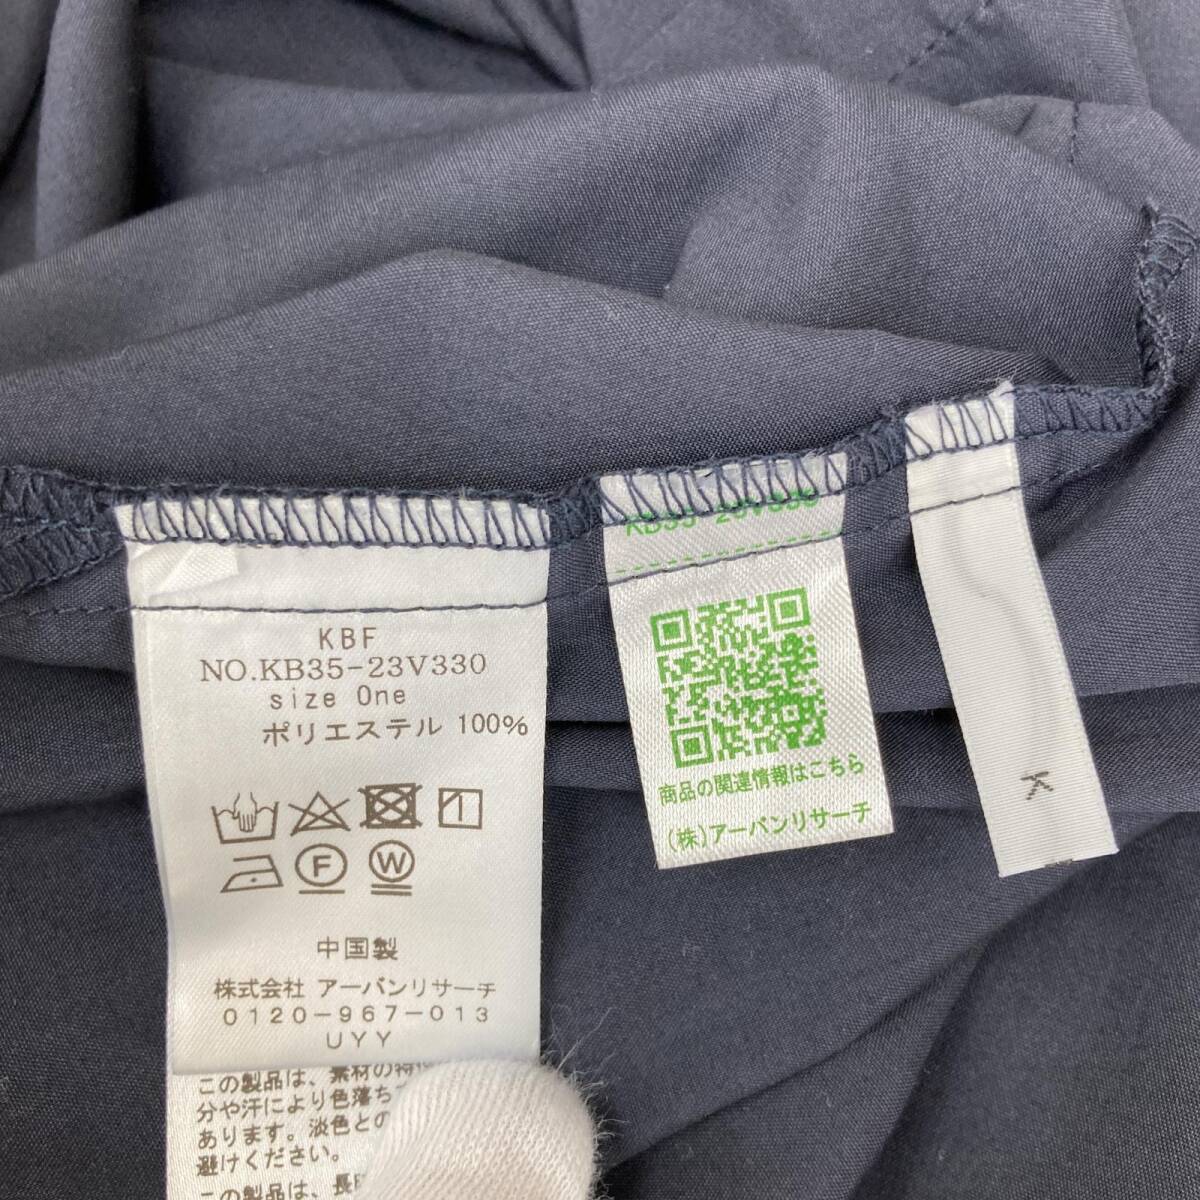 KBF
NO.KB35-23V330
size One
ポリエステル 100%
F
W
中国製
株式会社 アーバンリサーチ
0120-967-013
UYY
この製品は、素材の特
分や汗により色落ち
あります。淡色との
避けください。
この製品は、長時
KB35-23V330
商品の関連情報はこちら
(株)アーバンリサーチ